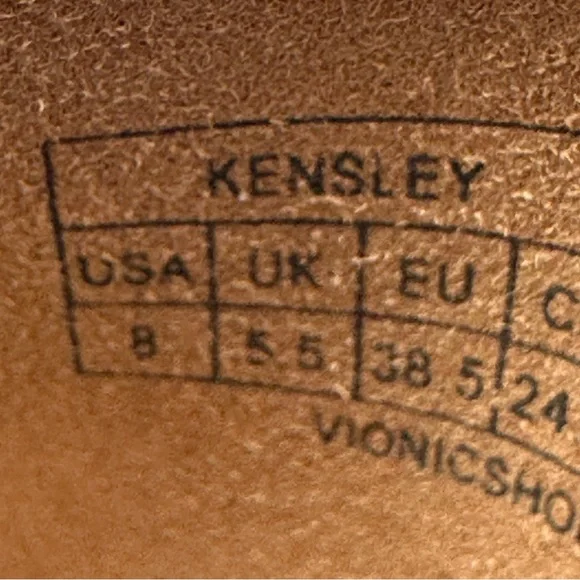 KENSLEY
USA UK EU C
8 5.5 38.5 24
VIONICSHO